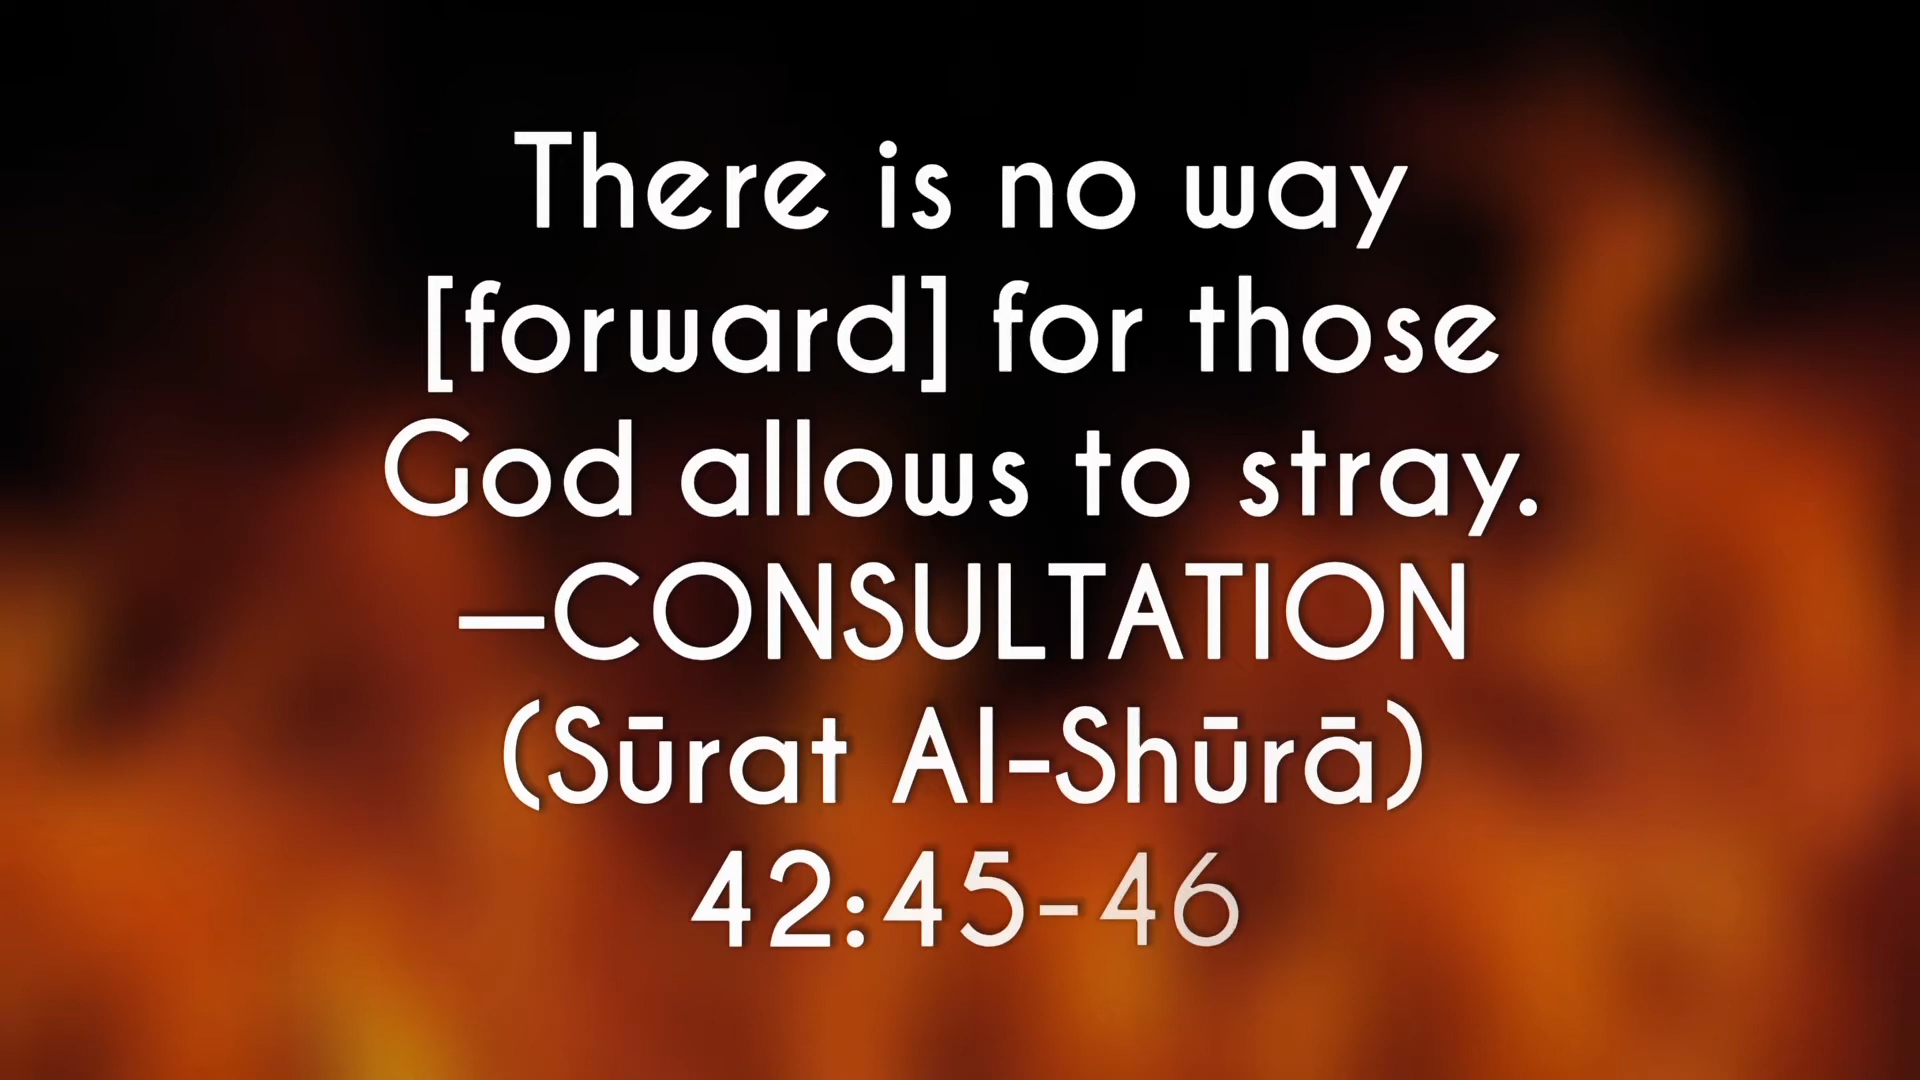 There is no way
[forward] for those
God allows to stray.
—CONSULTATION
(Sūrat Al-Shūrā)
42:45-46